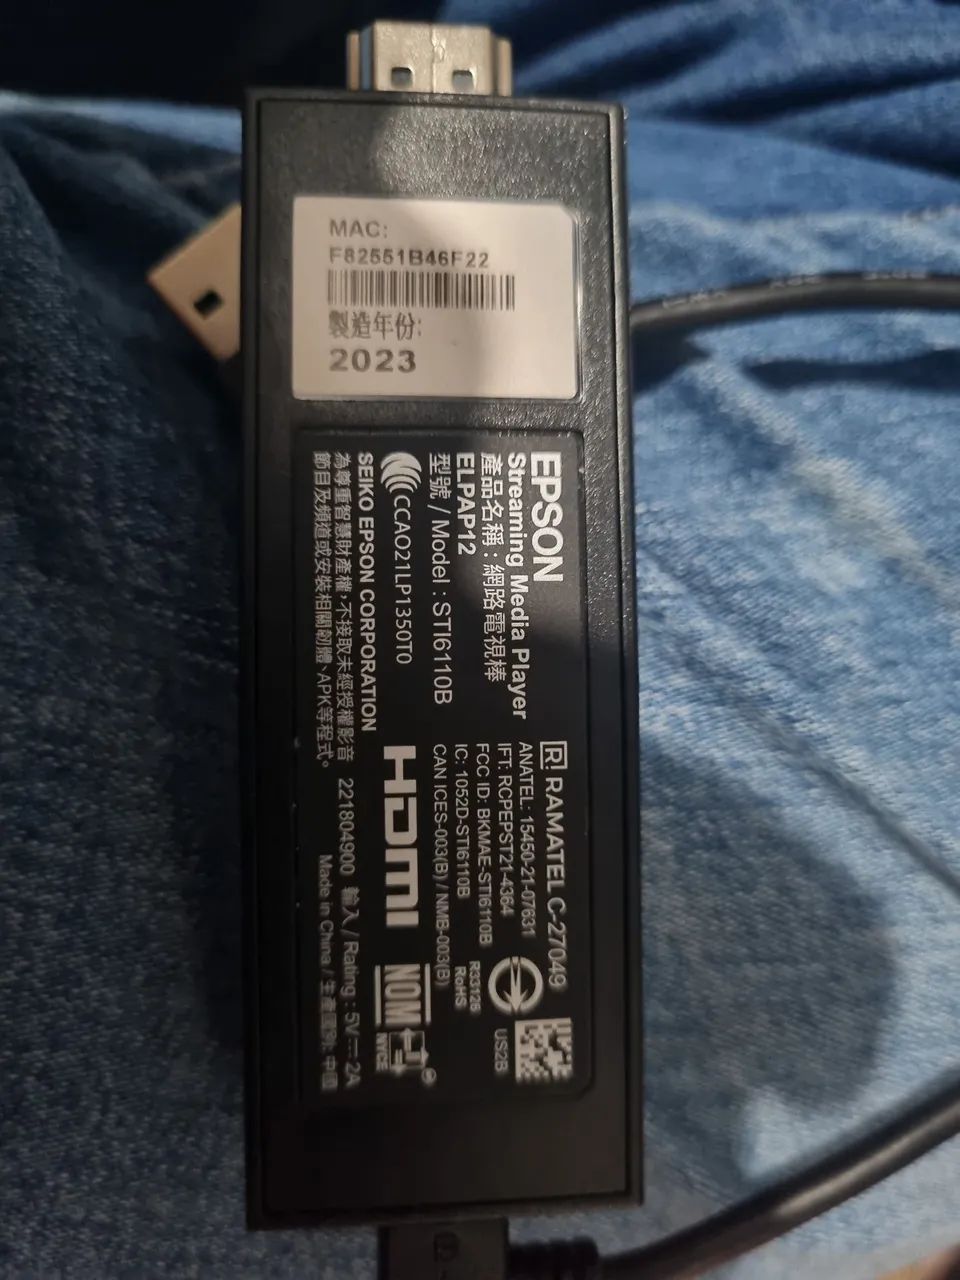 MAC:
F82551B46F22
製造年份:
2023
EPSON
Streaming Media Player
產品名稱：網路電視棒
ELPAP12
型號 / Model : STI6110B
CCAO21LP1350T0
SEIKO EPSON CORPORATION
為尊重智慧財產權,不接取未經授權影音
節目及頻道或安裝相關韌體、APK等程式。
R RAMATEL C-27049
ANATEL: 15450-21-07631
IFT: RCPEPST21-4364
FCC ID: BKMAE-STI6110B
IC: 1052D-STI6110B
CAN ICES-003(B) / NMB-003(B)
HDMI
221804900 輸入 / Rating : 5V⎓2A
Made in China / 生產國別: 中國
R33126
RoHS
US2B
NOM
NYCE